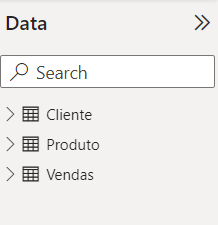 Data
Search
Cliente
Produto
Vendas